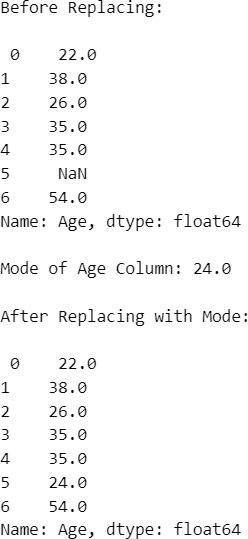 Before Replacing:
0 22.0
1 38.0
2 26.0
3 35.0
4 35.0
5 NaN
6 54.0
Name: Age, dtype: float64
Mode of Age Column: 24.0
After Replacing with Mode:
0 22.0
1 38.0
2 26.0
3 35.0
4 35.0
5 24.0
6 54.0
Name: Age, dtype: float64